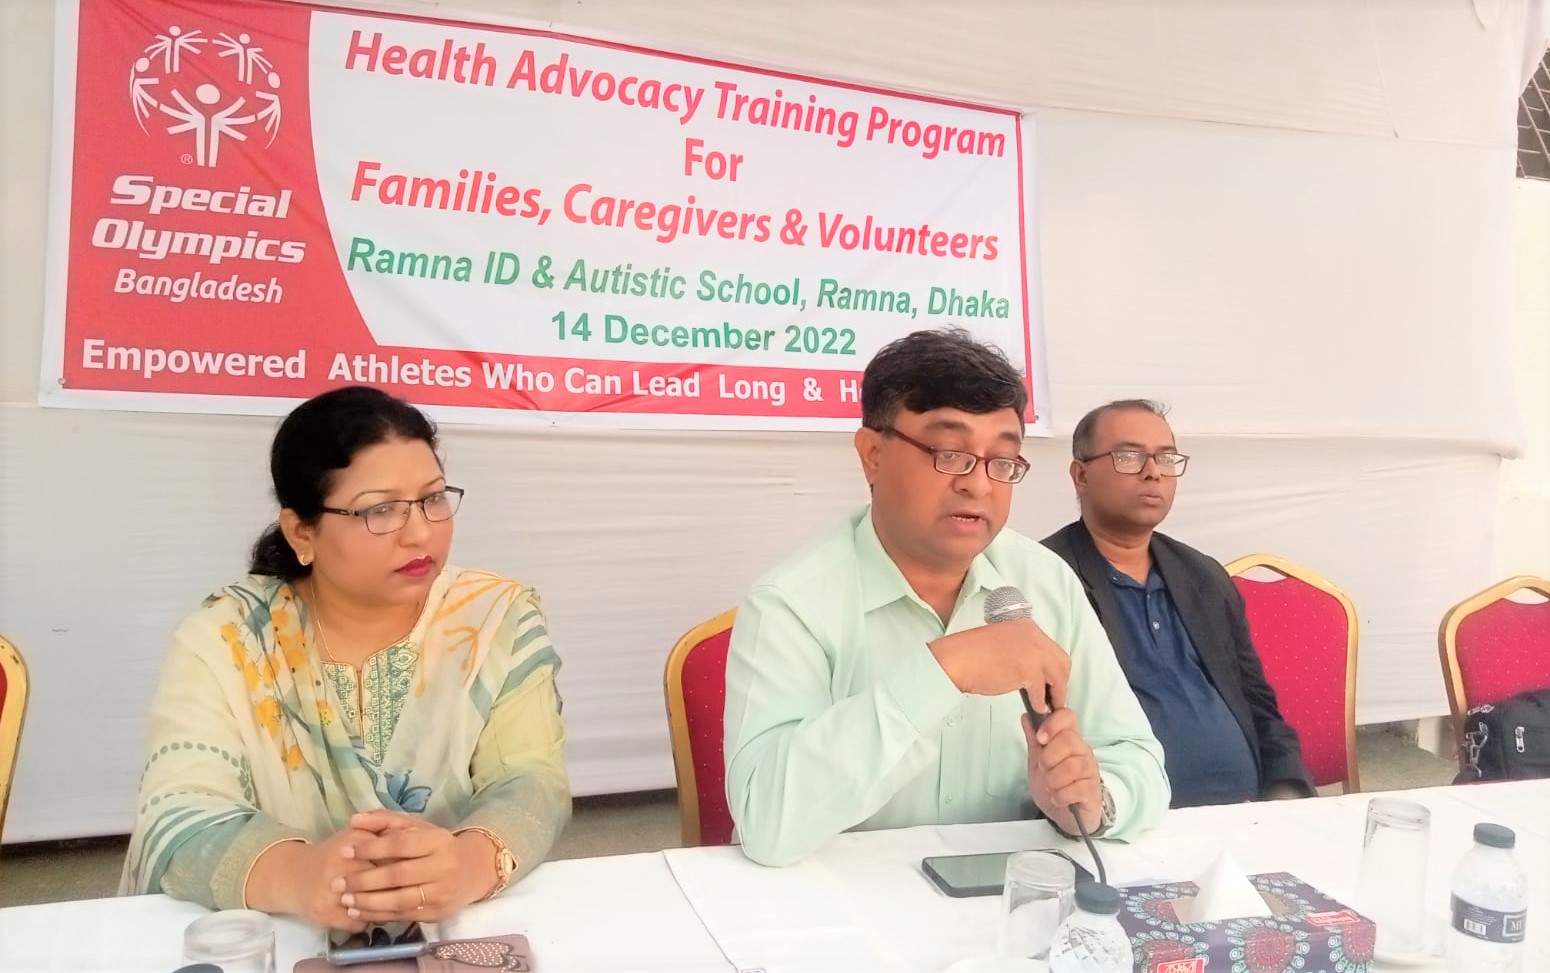 Health Advocacy Training Program
For
Families, Caregivers & Volunteers
Ramna ID & Autistic School, Ramna, Dhaka
14 December 2022
Special
Olympics
Bangladesh
Empowered Athletes Who Can Lead Long &